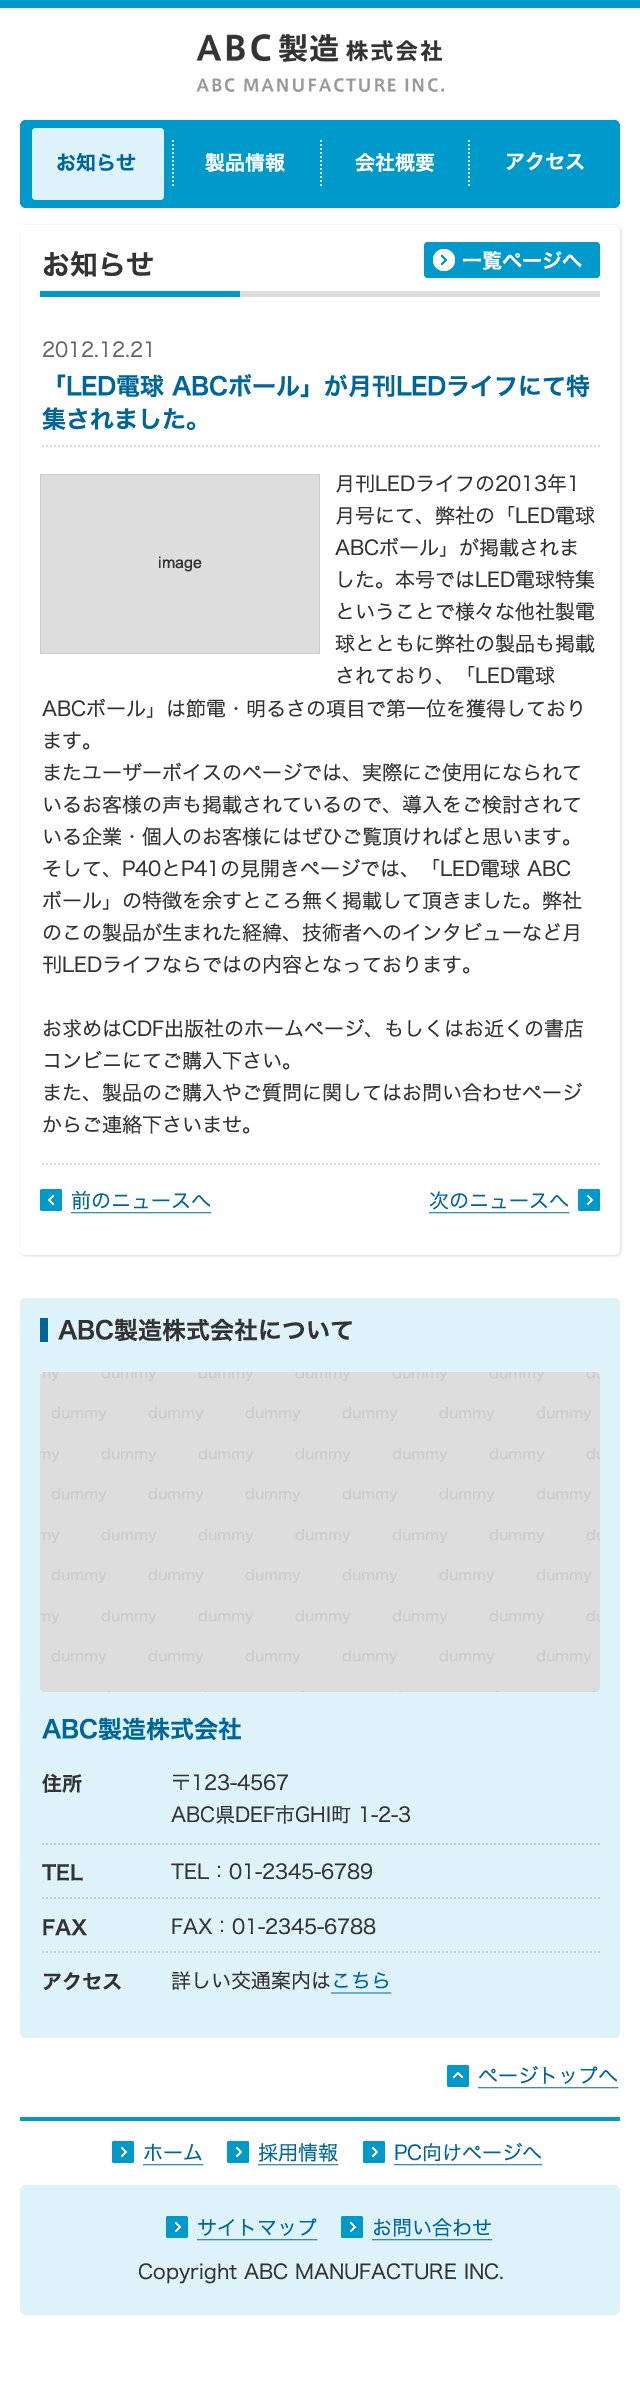 ABC製造 株式会社
ABC MANUFACTURE INC.
お知らせ
製品情報
会社概要
アクセス
お知らせ
一覧ページへ
2012.12.21
「LED電球 ABCボール」が月刊LEDライフにて特
集されました。
image
月刊LEDライフの2013年1
月号にて、弊社の「LED電球
ABCボール」が掲載されま
した。本号ではLED電球特集
ということで様々な他社製電
球とともに弊社の製品も掲載
されており、「LED電球
ABCボール」は節電・明るさの項目で第一位を獲得しており
ます。
またユーザーボイスのページでは、実際にご使用になられて
いるお客様の声も掲載されているので、導入をご検討されて
いる企業・個人のお客様にはぜひご覧頂ければと思います。
そして、P40とP41の見開きページでは、「LED電球 ABC
ボール」の特徴を余すところ無く掲載して頂きました。弊社
のこの製品が生まれた経緯、技術者へのインタビューなど月
刊LEDライフならではの内容となっております。
お求めはCDF出版社のホームページ、もしくはお近くの書店
コンビニにてご購入下さい。
また、製品のご購入やご質問に関してはお問い合わせページ
からご連絡下さいませ。
前のニュースへ
次のニュースへ
ABC製造株式会社について
dummy dummy dummy dummy dummy
dummy dummy dummy dummy dummy dummy
dummy dummy dummy dummy dummy
dummy dummy dummy dummy dummy dummy
dummy dummy dummy dummy dummy
dummy dummy dummy dummy dummy dummy
dummy dummy dummy dummy dummy
dummy dummy dummy dummy dummy dummy
ABC製造株式会社
住所 〒123-4567
ABC県DEF市GHI町 1-2-3
TEL TEL：01-2345-6789
FAX FAX：01-2345-6788
アクセス 詳しい交通案内はこちら
ページトップへ
ホーム 採用情報 PC向けページへ
サイトマップ お問い合わせ
Copyright ABC MANUFACTURE INC.